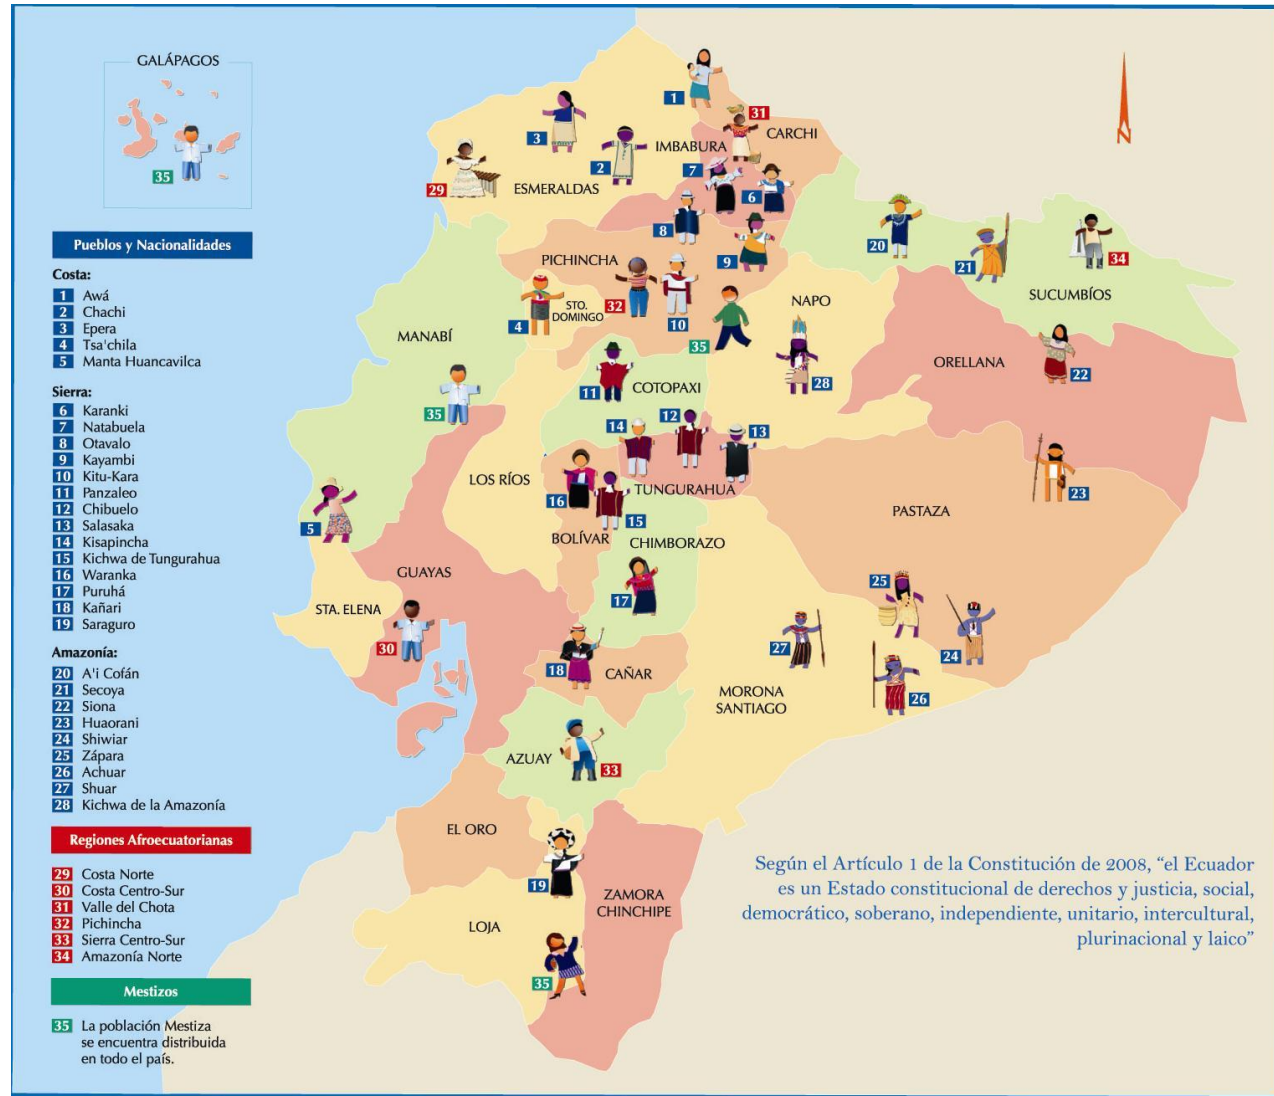 GALÁPAGOS
35
Pueblos y Nacionalidades
Costa:
1 Awá
2 Chachi
3 Epera
4 Tsa'chila
5 Manta Huancavilca
Sierra:
6 Karanki
7 Natabuela
8 Otavalo
9 Kayambi
10 Kitu-Kara
11 Panzaleo
12 Chibuelo
13 Salasaka
14 Kisapincha
15 Kichwa de Tungurahua
16 Waranka
17 Puruhá
18 Kañari
19 Saraguro
Amazonía:
20 A'i Cofán
21 Secoya
22 Siona
23 Huaorani
24 Shiwiar
25 Zápara
26 Achuar
27 Shuar
28 Kichwa de la Amazonía
Regiones Afroecuatorianas
29 Costa Norte
30 Costa Centro-Sur
31 Valle del Chota
32 Pichincha
33 Sierra Centro-Sur
34 Amazonía Norte
Mestizos
35 La población Mestiza
se encuentra distribuida
en todo el país.
1
31
CARCHI
3
IMBABURA
2
7
29
ESMERALDAS
6
8
20
9
21
34
PICHINCHA
SUCUMBÍOS
NAPO
STO.
DOMINGO
32
4
10
MANABÍ
35
ORELLANA
22
28
COTOPAXI
11
35
12
14
13
LOS RÍOS
TUNGURAHUA
16
23
15
PASTAZA
5
BOLÍVAR
CHIMBORAZO
GUAYAS
25
17
STA. ELENA
30
27
24
18
CAÑAR
MORONA
SANTIAGO
26
AZUAY
33
EL ORO
19
ZAMORA
CHINCHIPE
LOJA
35
N
Según el Artículo 1 de la Constitución de 2008, “el Ecuador
es un Estado constitucional de derechos y justicia, social,
democrático, soberano, independiente, unitario, intercultural,
plurinacional y laico”